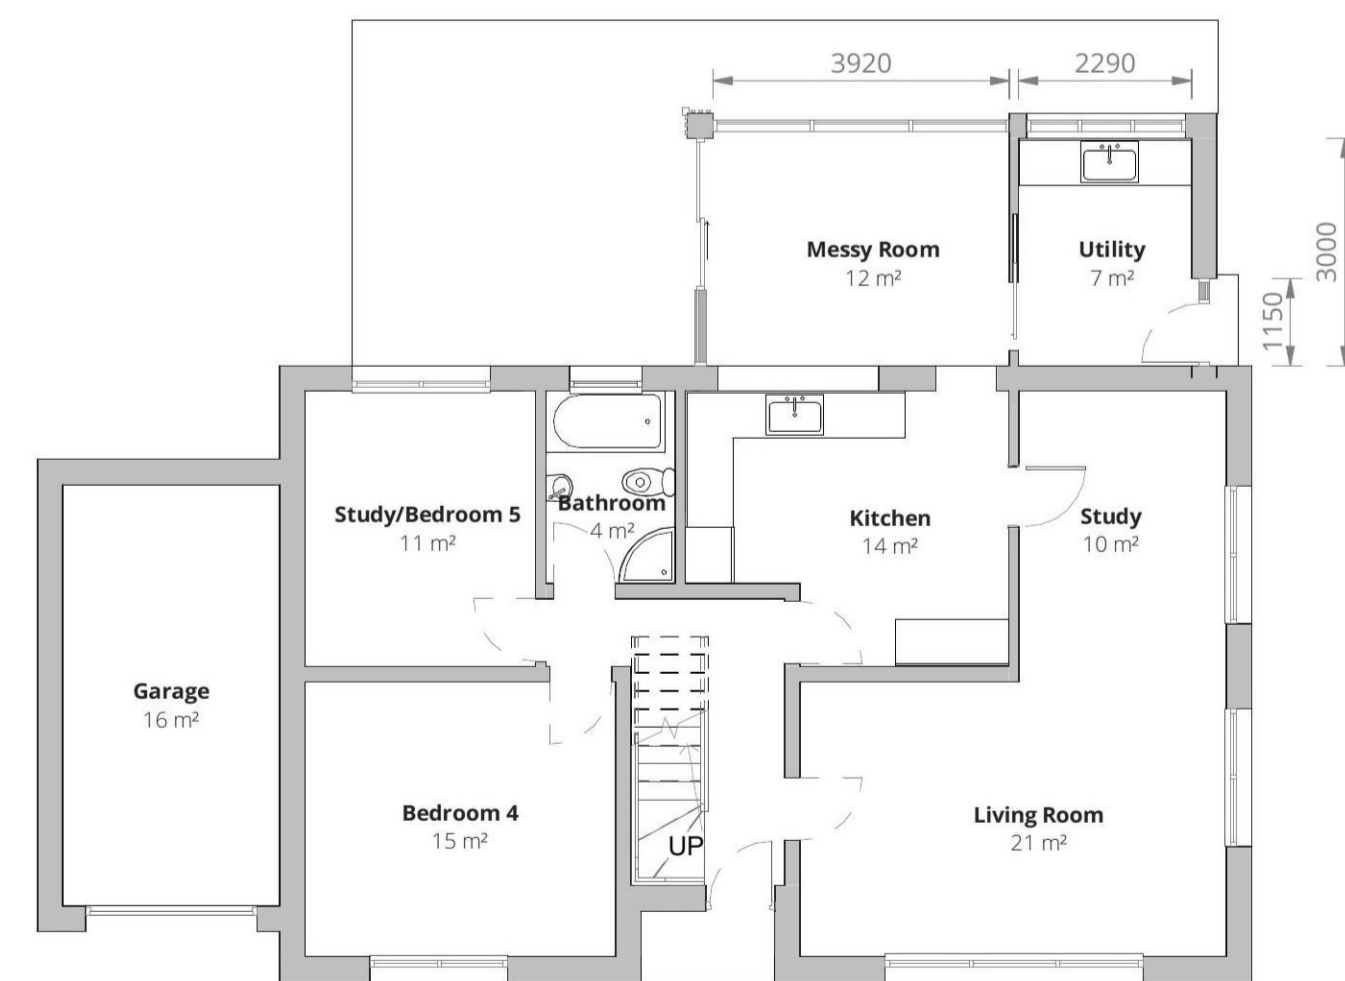 3920
2290
Messy Room
12 m²
Utility
7 m²
3000
1150
Study/Bedroom 5
11 m²
Bathroom
4 m²
Kitchen
14 m²
Study
10 m²
Garage
16 m²
Bedroom 4
15 m²
UP
Living Room
21 m²